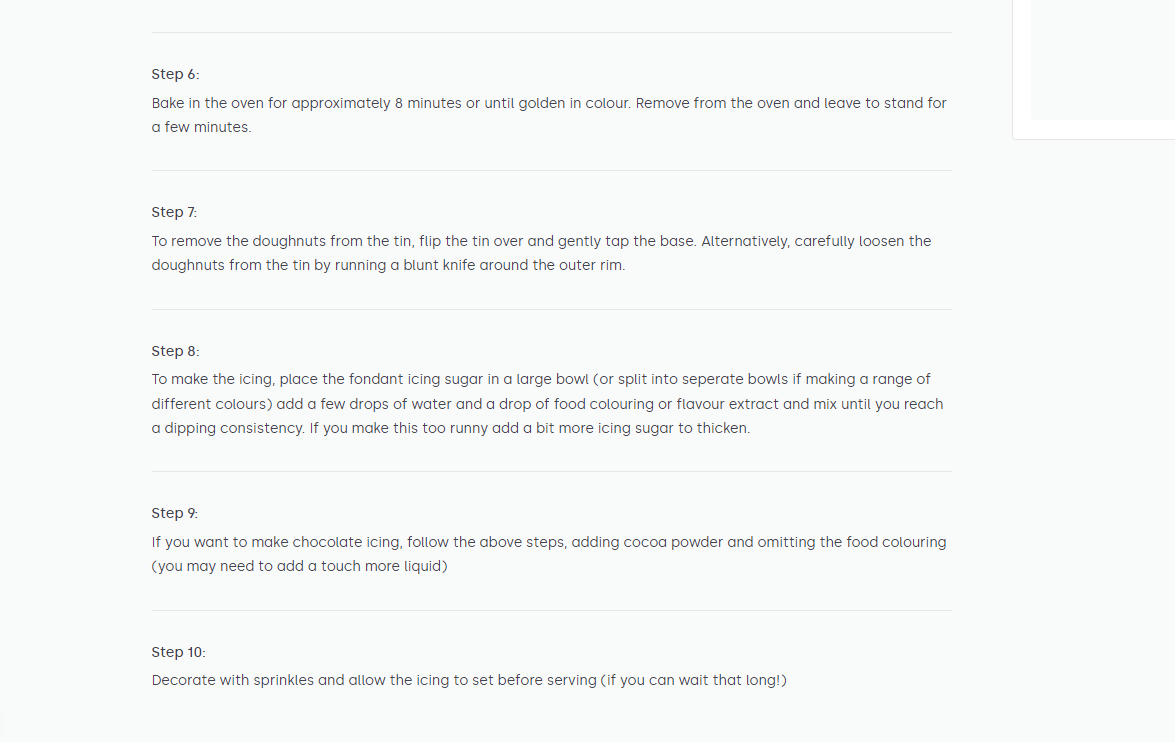 Step 6:
Bake in the oven for approximately 8 minutes or until golden in colour. Remove from the oven and leave to stand for
a few minutes.
Step 7:
To remove the doughnuts from the tin, flip the tin over and gently tap the base. Alternatively, carefully loosen the
doughnuts from the tin by running a blunt knife around the outer rim.
Step 8:
To make the icing, place the fondant icing sugar in a large bowl (or split into seperate bowls if making a range of
different colours) add a few drops of water and a drop of food colouring or flavour extract and mix until you reach
a dipping consistency. If you make this too runny add a bit more icing sugar to thicken.
Step 9:
If you want to make chocolate icing, follow the above steps, adding cocoa powder and omitting the food colouring
(you may need to add a touch more liquid)
Step 10:
Decorate with sprinkles and allow the icing to set before serving (if you can wait that long!)